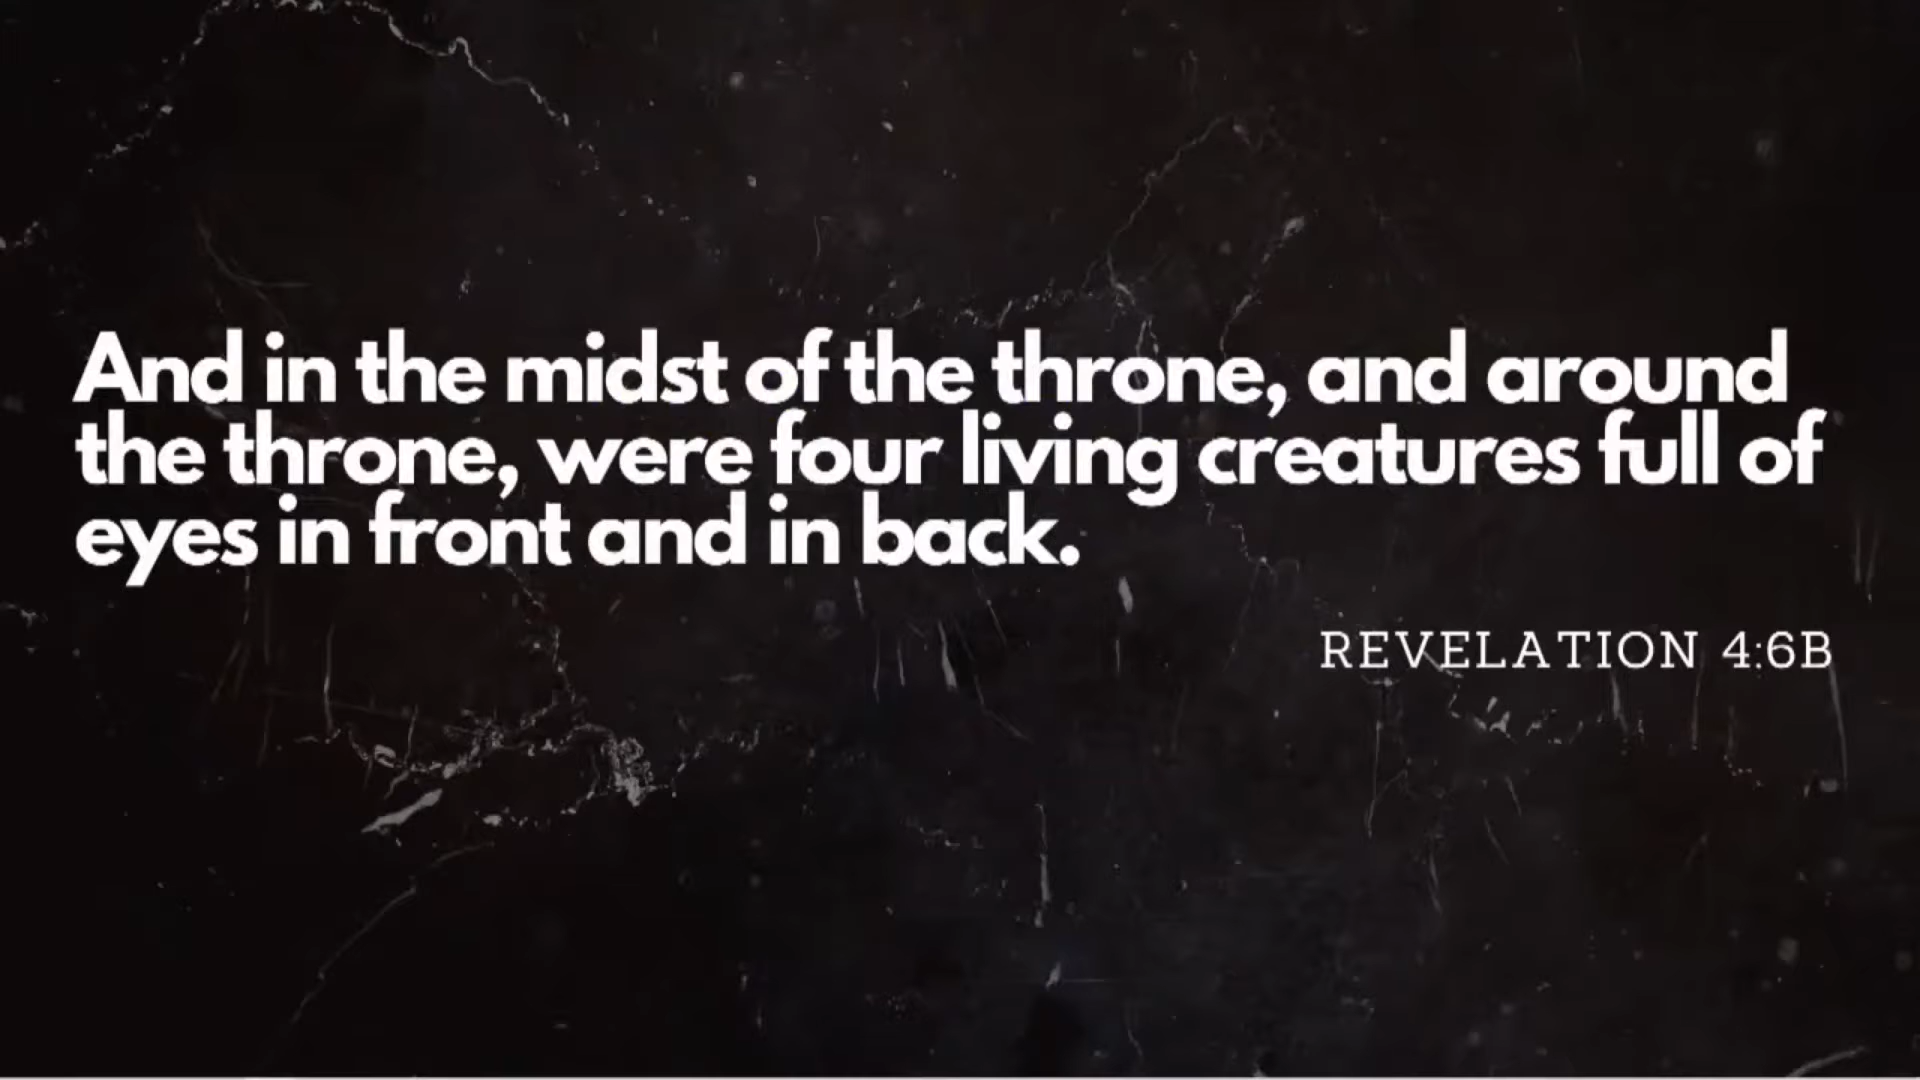 And in the midst of the throne, and around
the throne, were four living creatures full of
eyes in front and in back.
REVELATION 4:6B